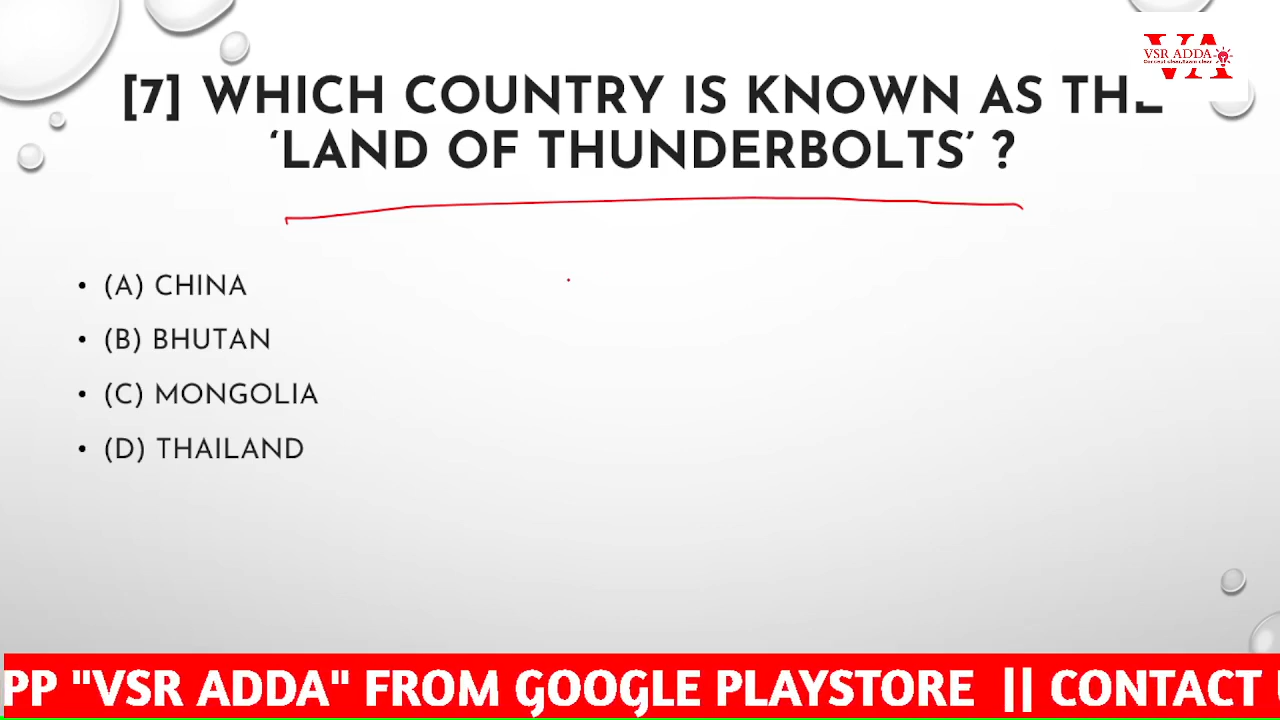 VSR ADDA
[7] WHICH COUNTRY IS KNOWN AS THE
‘LAND OF THUNDERBOLTS’ ?
• (A) CHINA
• (B) BHUTAN
• (C) MONGOLIA
• (D) THAILAND
PP "VSR ADDA" FROM GOOGLE PLAYSTORE || CONTACT